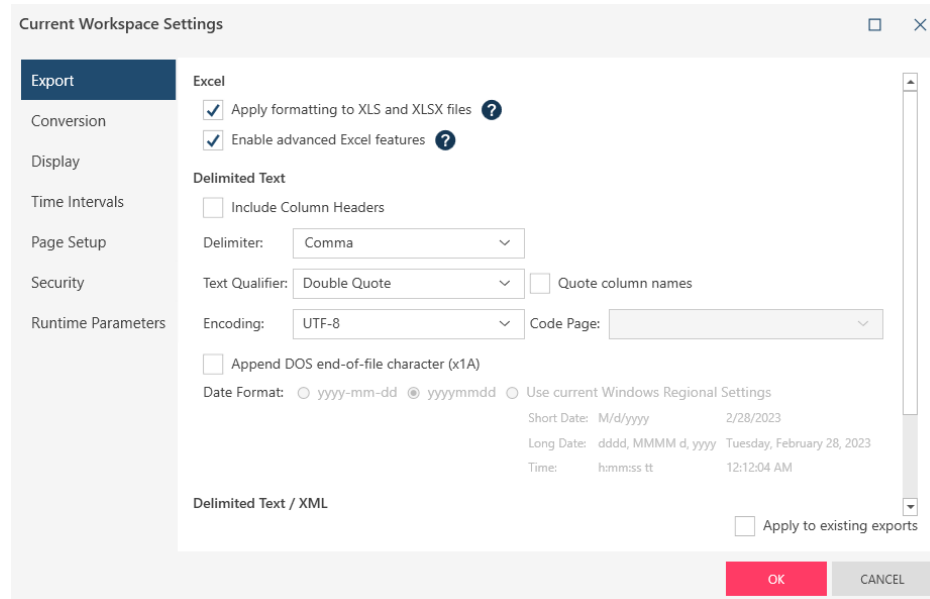 Current Workspace Settings
Export
Conversion
Display
Time Intervals
Page Setup
Security
Runtime Parameters
Excel
Apply formatting to XLS and XLSX files ?
Enable advanced Excel features ?
Delimited Text
Include Column Headers
Delimiter: Comma
Text Qualifier: Double Quote Quote column names
Encoding: UTF-8 Code Page:
Append DOS end-of-file character (x1A)
Date Format: yyyy-mm-dd yyyymmdd Use current Windows Regional Settings
Short Date: M/d/yyyy 2/28/2023
Long Date: dddd, MMMM d, yyyy Tuesday, February 28, 2023
Time: h:mm:ss tt 12:12:04 AM
Delimited Text / XML
Apply to existing exports
OK CANCEL